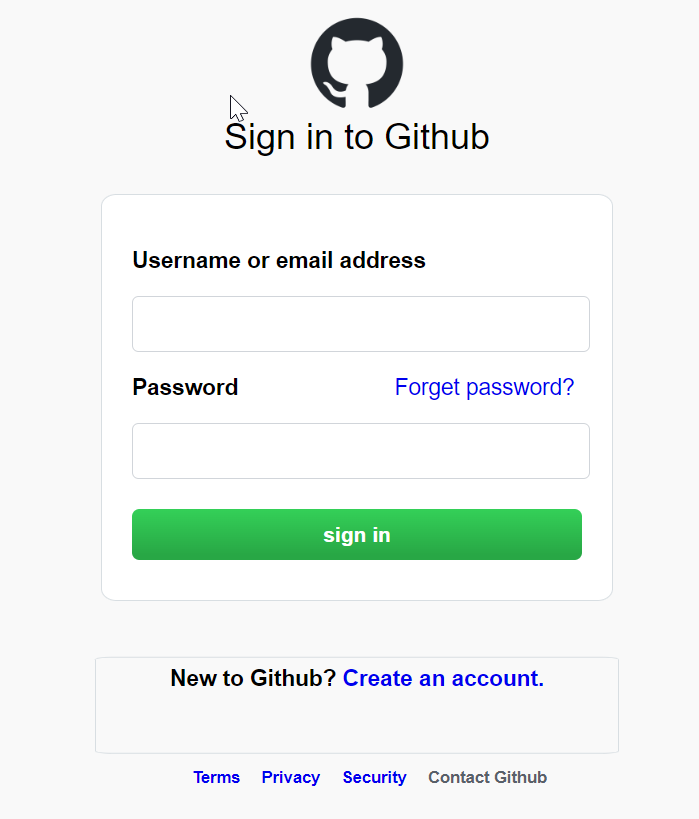 Sign in to Github
Username or email address
Password Forget password?
sign in
New to Github? Create an account.
Terms Privacy Security Contact Github